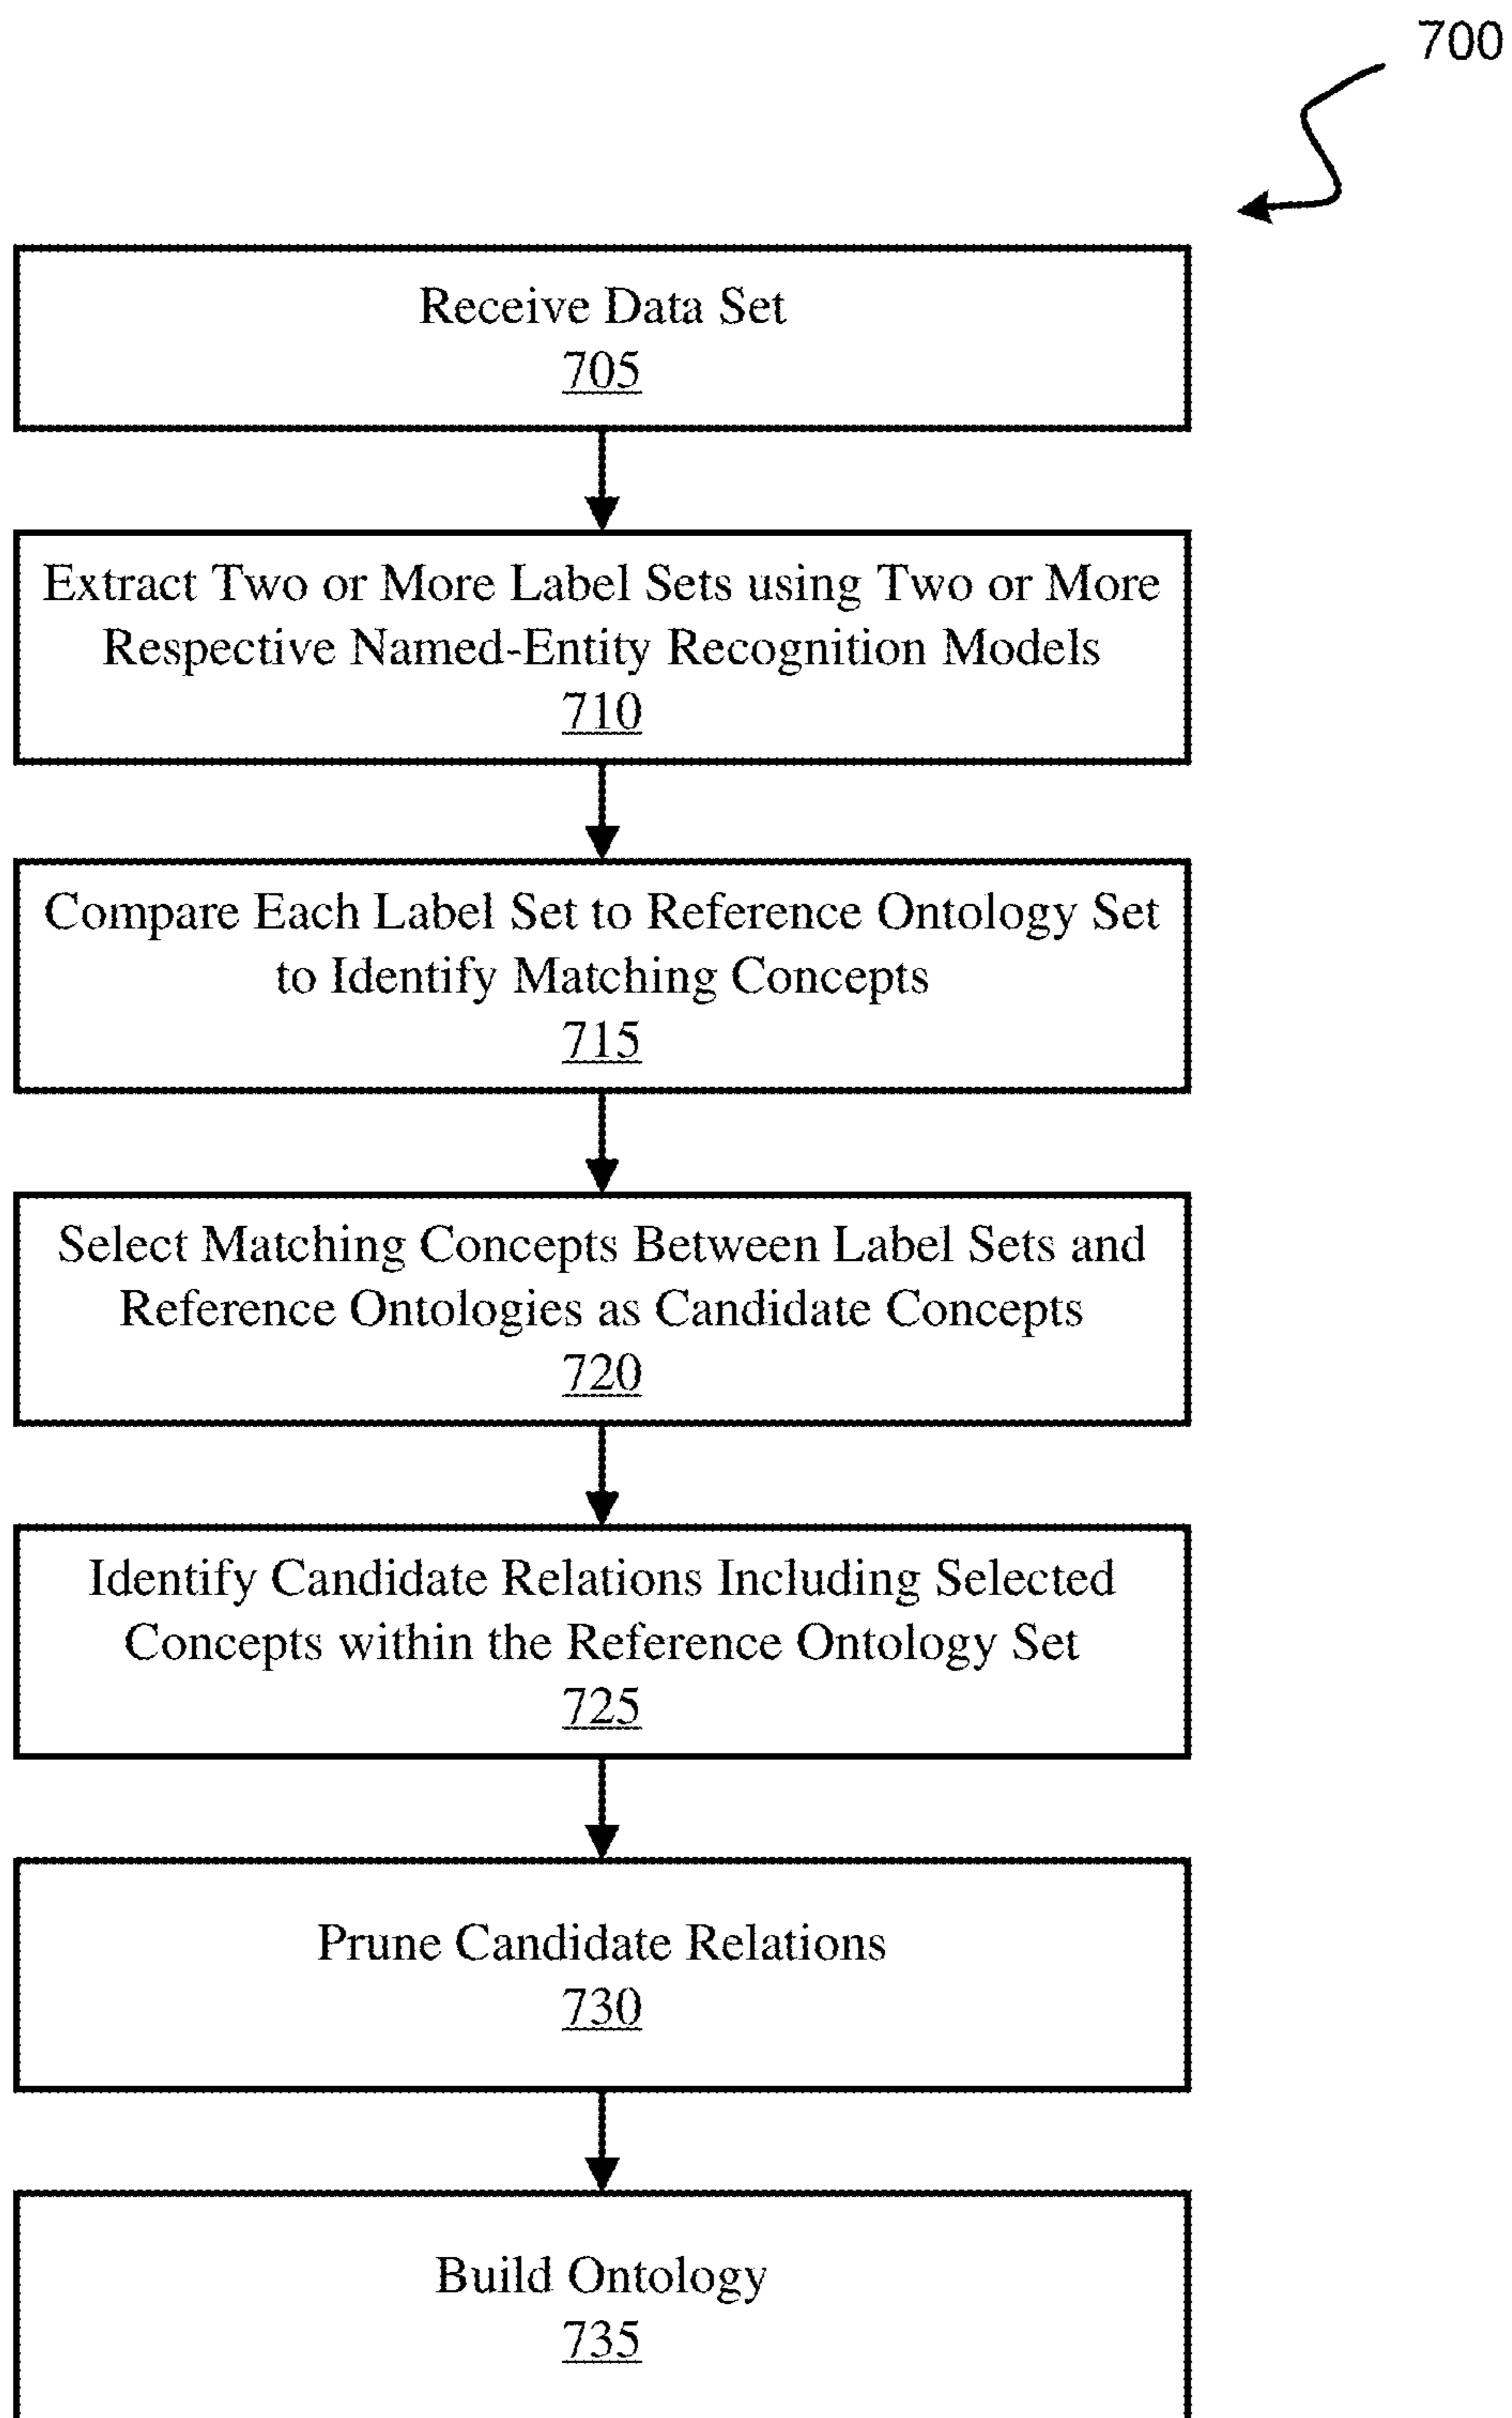 700
Receive Data Set
705
Extract Two or More Label Sets using Two or More
Respective Named-Entity Recognition Models
710
Compare Each Label Set to Reference Ontology Set
to Identify Matching Concepts
715
Select Matching Concepts Between Label Sets and
Reference Ontologies as Candidate Concepts
720
Identify Candidate Relations Including Selected
Concepts within the Reference Ontology Set
725
Prune Candidate Relations
730
Build Ontology
735